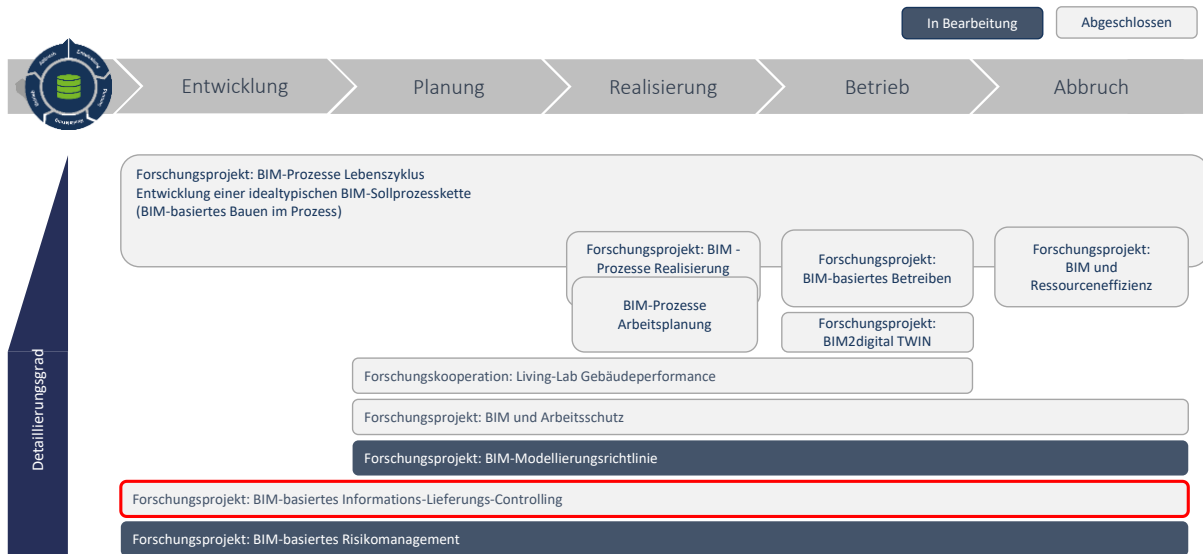 In Bearbeitung
Abgeschlossen
Entwicklung
Planung
Realisierung
Betrieb
Abbruch
Forschungsprojekt: BIM-Prozesse Lebenszyklus
Entwicklung einer idealtypischen BIM-Sollprozesskette
(BIM-basiertes Bauen im Prozess)
Forschungsprojekt: BIM -
Prozesse Realisierung
BIM-Prozesse
Arbeitsplanung
Forschungsprojekt:
BIM-basiertes Betreiben
Forschungsprojekt:
BIM2digital TWIN
Forschungsprojekt:
BIM und
Ressourceneffizienz
Forschungskooperation: Living-Lab Gebäudeperformance
Forschungsprojekt: BIM und Arbeitsschutz
Forschungsprojekt: BIM-Modellierungsrichtlinie
Forschungsprojekt: BIM-basiertes Informations-Lieferungs-Controlling
Forschungsprojekt: BIM-basiertes Risikomanagement
Detaillierungsgrad